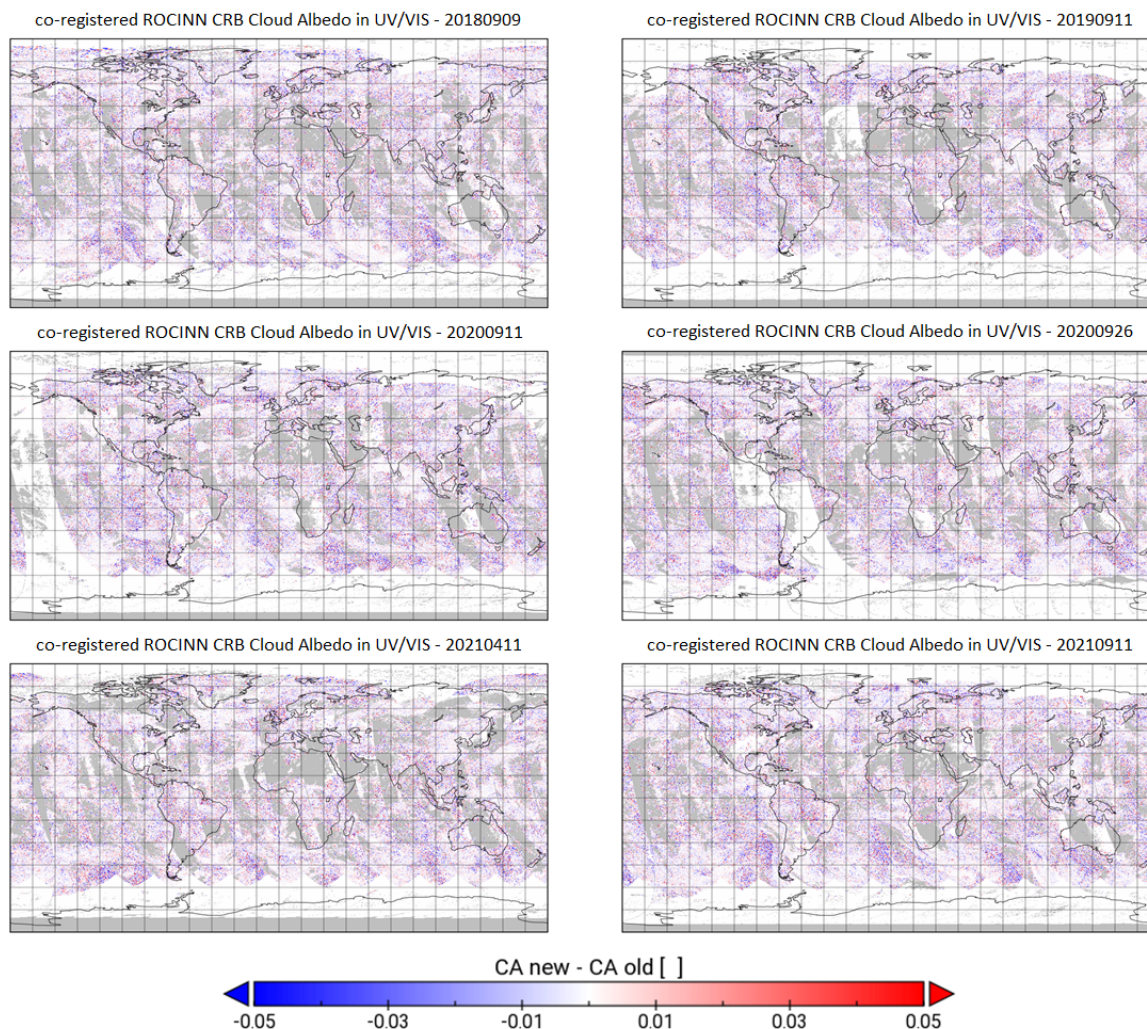 co-registered ROCINN CRB Cloud Albedo in UV/VIS - 20180909
co-registered ROCINN CRB Cloud Albedo in UV/VIS - 20190911
co-registered ROCINN CRB Cloud Albedo in UV/VIS - 20200911
co-registered ROCINN CRB Cloud Albedo in UV/VIS - 20200926
co-registered ROCINN CRB Cloud Albedo in UV/VIS - 20210411
co-registered ROCINN CRB Cloud Albedo in UV/VIS - 20210911
CA new - CA old [ ]
-0.05 -0.03 -0.01 0.01 0.03 0.05